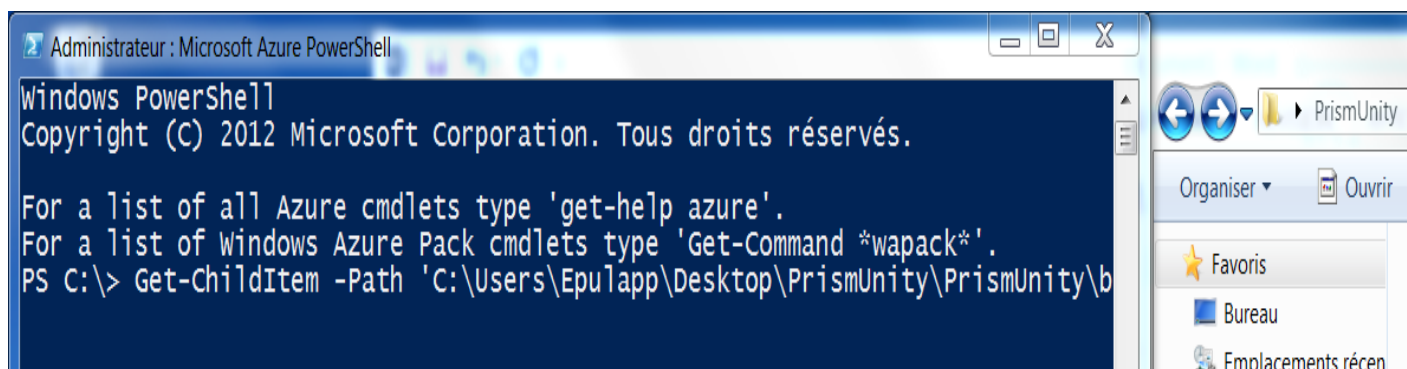 Administrateur : Microsoft Azure PowerShell
Windows PowerShell
Copyright (C) 2012 Microsoft Corporation. Tous droits réservés.
For a list of all Azure cmdlets type 'get-help azure'.
For a list of Windows Azure Pack cmdlets type 'Get-Command *wapack*'.
PS C:\> Get-ChildItem -Path 'C:\Users\Epulapp\Desktop\PrismUnity\PrismUnity\b
PrismUnity
Organiser
Ouvrir
Favoris
Bureau
Emplacements récen